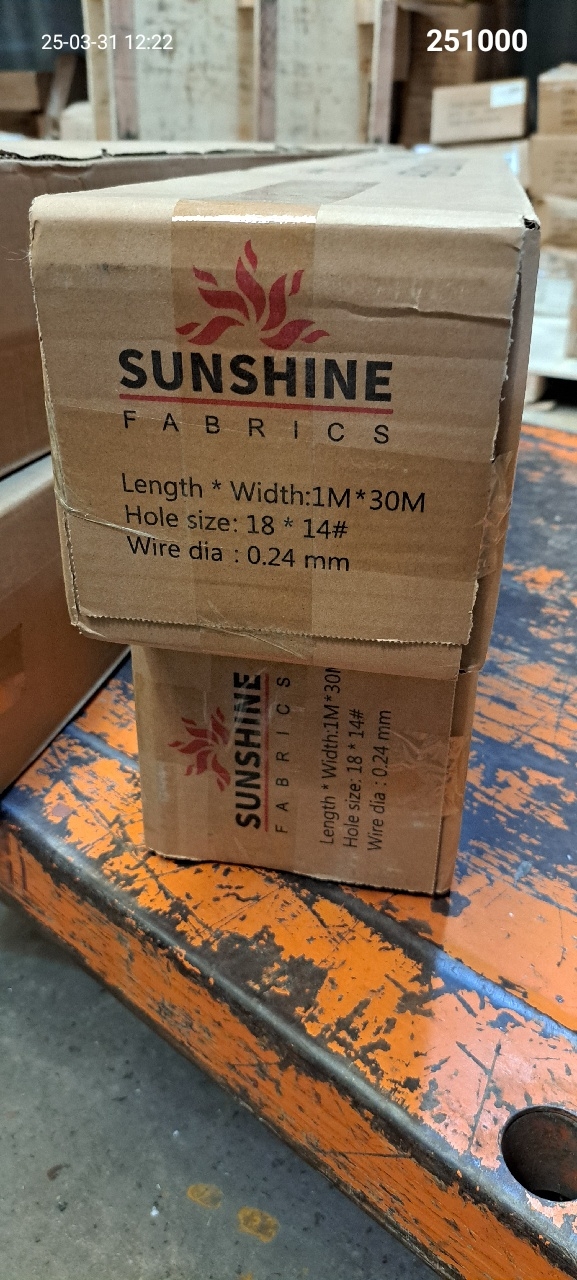 25-03-31 12:22
251000
SUNSHINE
FABRICS
Length * Width:1M*30M
Hole size: 18 * 14#
Wire dia : 0.24 mm
SUNSHINE
FABRICS
Length * Width:1M*30M
Hole size: 18 * 14#
Wire dia : 0.24 mm